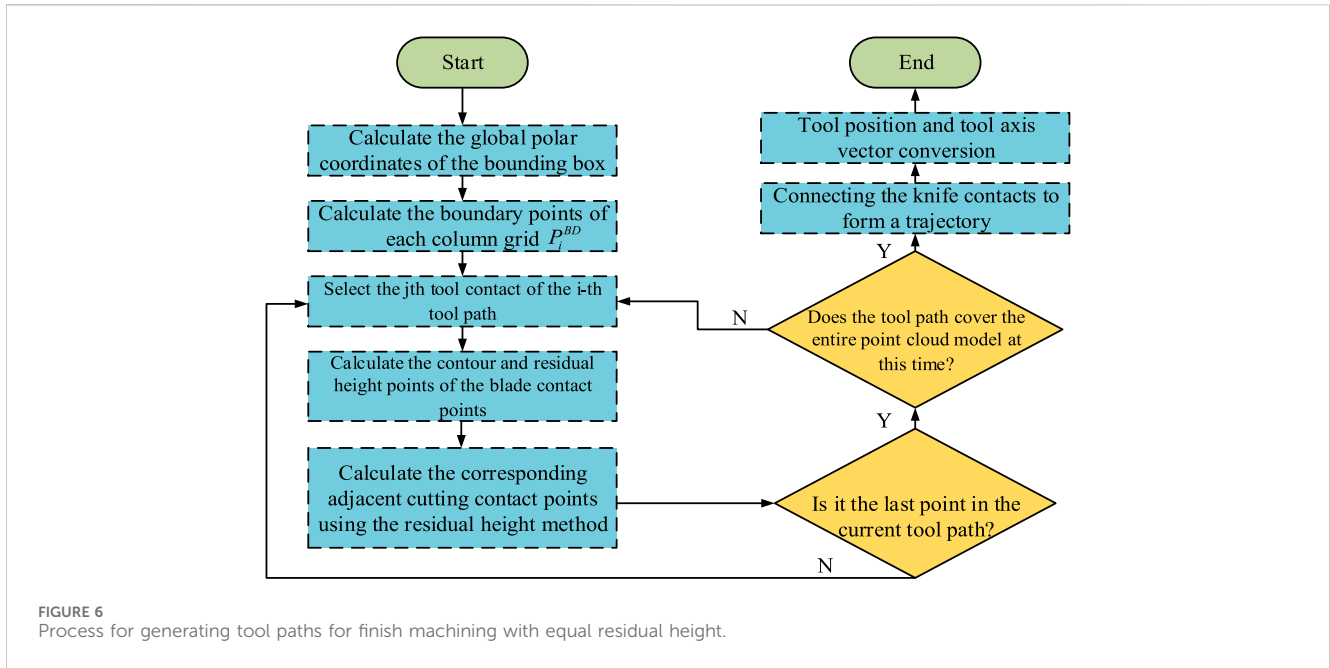 Start
Calculate the global polar
coordinates of the bounding box
Calculate the boundary points of
each column grid P_i^{BD}
Select the jth tool contact of the i-th
tool path
Calculate the contour and residual
height points of the blade contact
points
Calculate the corresponding
adjacent cutting contact points
using the residual height method
Is it the last point in the
current tool path?
N
Y
Does the tool path cover the
entire point cloud model at
this time?
N
Y
Connecting the knife contacts to
form a trajectory
Tool position and tool axis
vector conversion
End
FIGURE 6
Process for generating tool paths for finish machining with equal residual height.